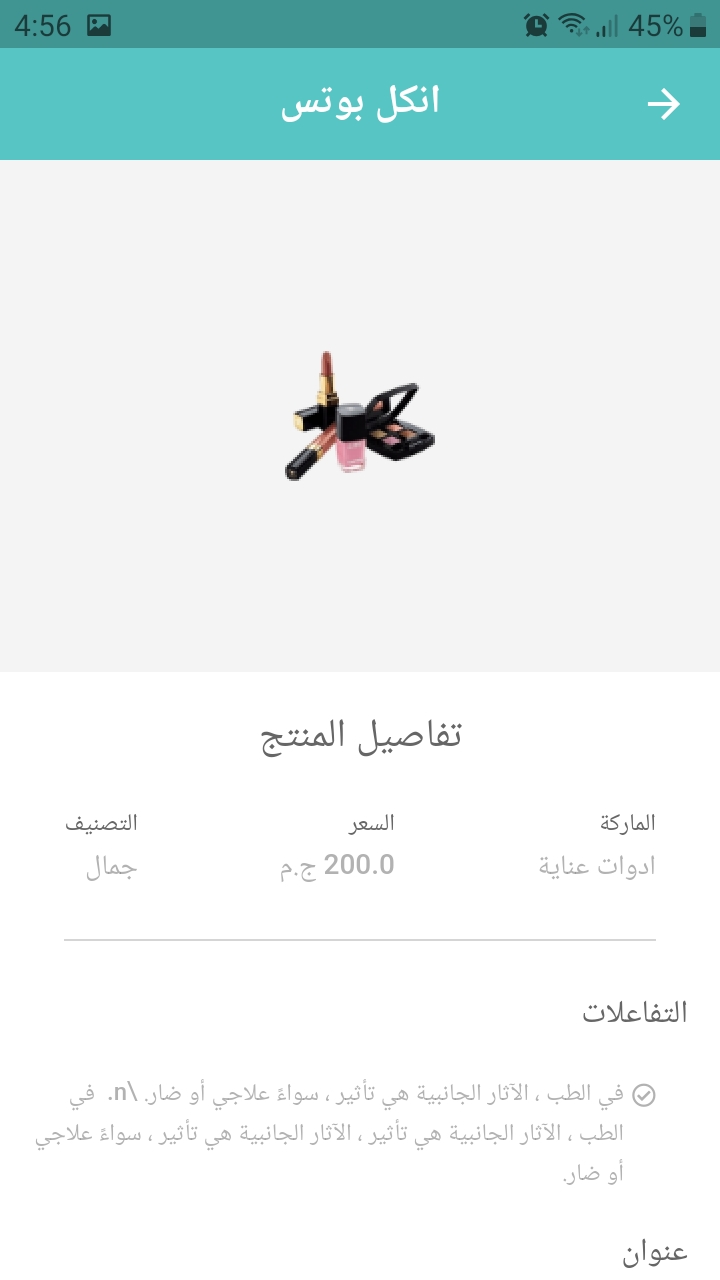 4:56 45%
انكل بوتس
تفاصيل المنتج
الماركة السعر التصنيف
ادوات عناية 200.0 ج.م جمال
التفاعلات
في الطب ، الآثار الجانبية هي تأثير ، سواءً علاجي أو ضار. \n. في
الطب ، الآثار الجانبية هي تأثير ، الآثار الجانبية هي تأثير ، سواءً علاجي
أو ضار.
عنوان